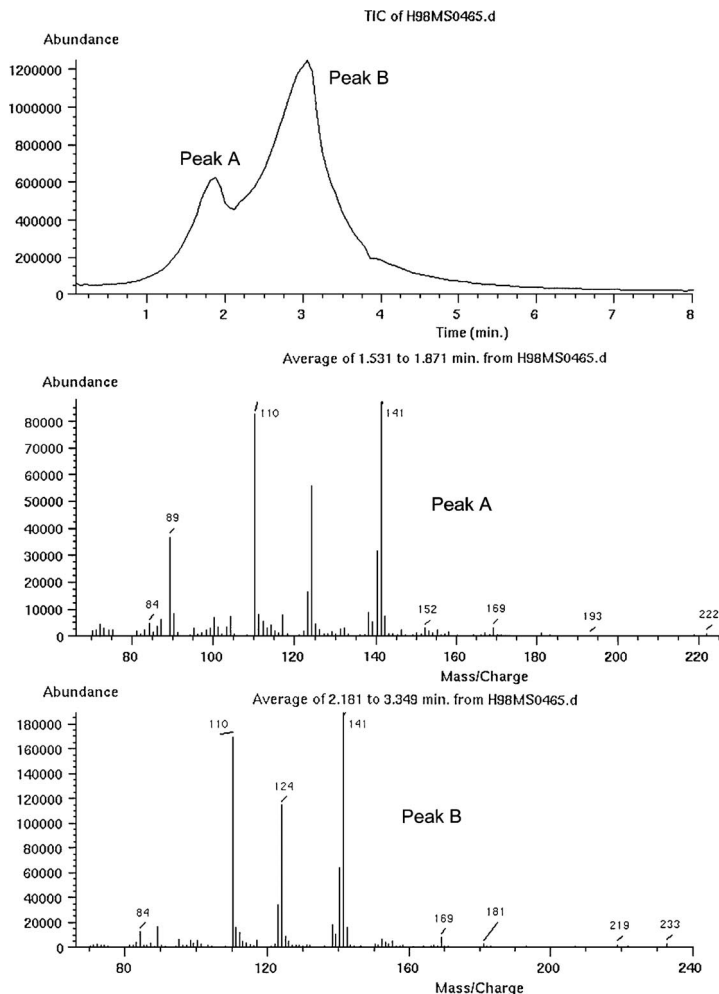 TIC of H98MS0465.d
Abundance
1200000
1000000
800000
600000
400000
200000
0
Peak A
Peak B
1 2 3 4 5 6 7 8
Time (min.)
Average of 1.531 to 1.871 min. from H98MS0465.d
Abundance
80000
70000
60000
50000
40000
30000
20000
10000
0
110
141
89
84
152
169
193
222
Peak A
80 100 120 140 160 180 200 220
Mass/Charge
Average of 2.181 to 3.349 min. from H98MS0465.d
Abundance
180000
160000
140000
120000
100000
80000
60000
40000
20000
0
110
141
124
84
169
181
219
233
Peak B
80 120 160 200 240
Mass/Charge